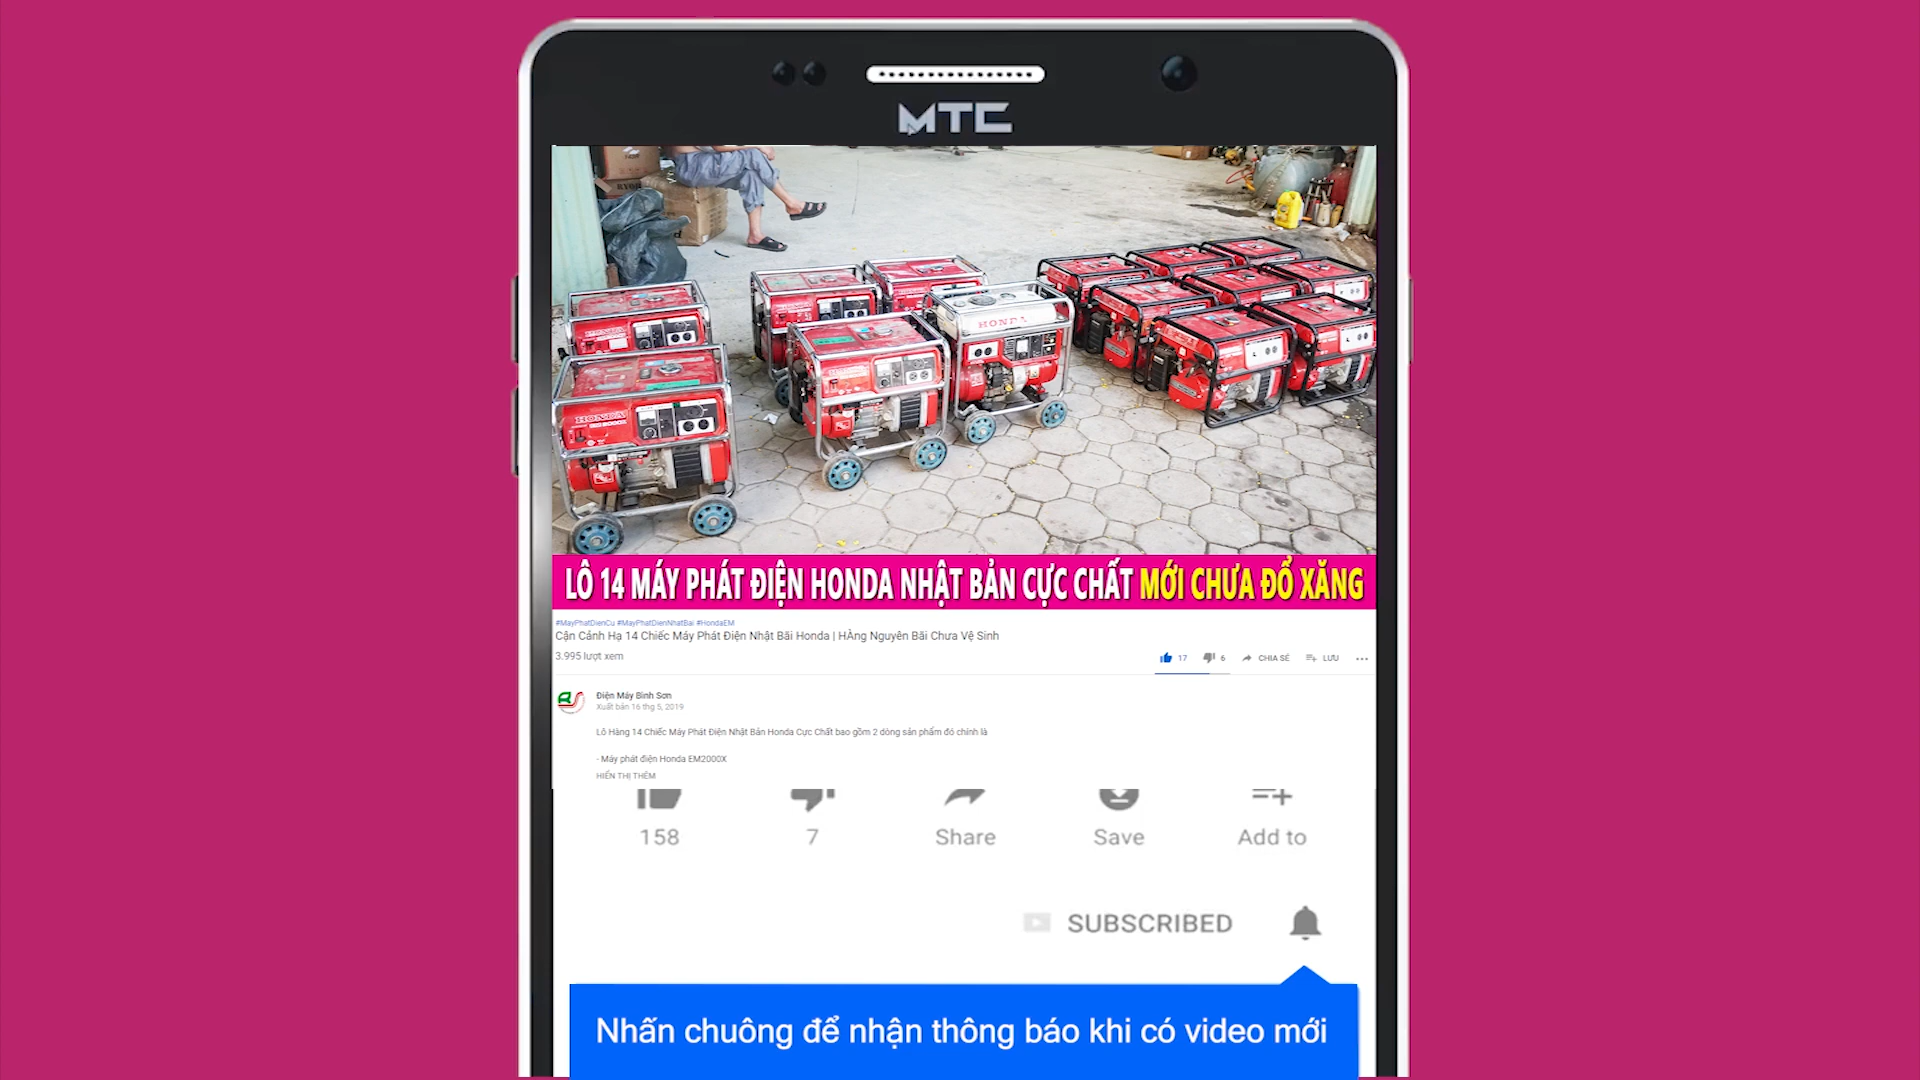 MTC
RYOBI
HONDA
HONDA
HONDA
LÔ 14 MÁY PHÁT ĐIỆN HONDA NHẬT BẢN CỰC CHẤT MỚI CHƯA ĐỔ XĂNG
#MayPhatDienCu #MayPhatDienNhatBai #HondaEM
Cận Cảnh Hạ 14 Chiếc Máy Phát Điện Nhật Bãi Honda | HÀng Nguyên Bãi Chưa Vệ Sinh
3.995 lượt xem
17 6 CHIA SẺ LƯU
Điện Máy Bình Sơn
Xuất bản 16 thg 5, 2019
Lô Hàng 14 Chiếc Máy Phát Điện Nhật Bản Honda Cực Chất bao gồm 2 dòng sản phẩm đó chính là
- Máy phát điện Honda EM2000X
HIỂN THỊ THÊM
158 7 Share Save Add to
SUBSCRIBED
Nhấn chuông để nhận thông báo khi có video mới